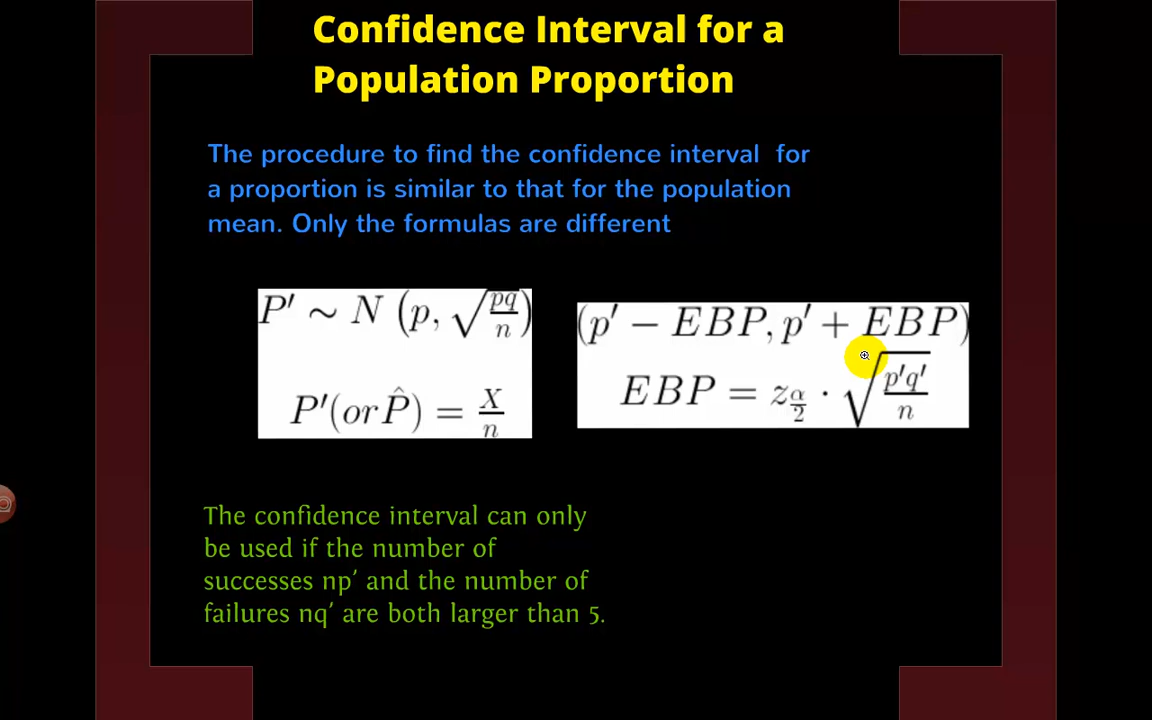 Confidence Interval for a
Population Proportion
The procedure to find the confidence interval for
a proportion is similar to that for the population
mean. Only the formulas are different
P′ ∼ N (p, √(pq/n))
P′(or P̂) = X/n
(p′ − EBP, p′ + EBP)
EBP = z_{α/2} · √(p′q′/n)
The confidence interval can only
be used if the number of
successes np′ and the number of
failures nq′ are both larger than 5.